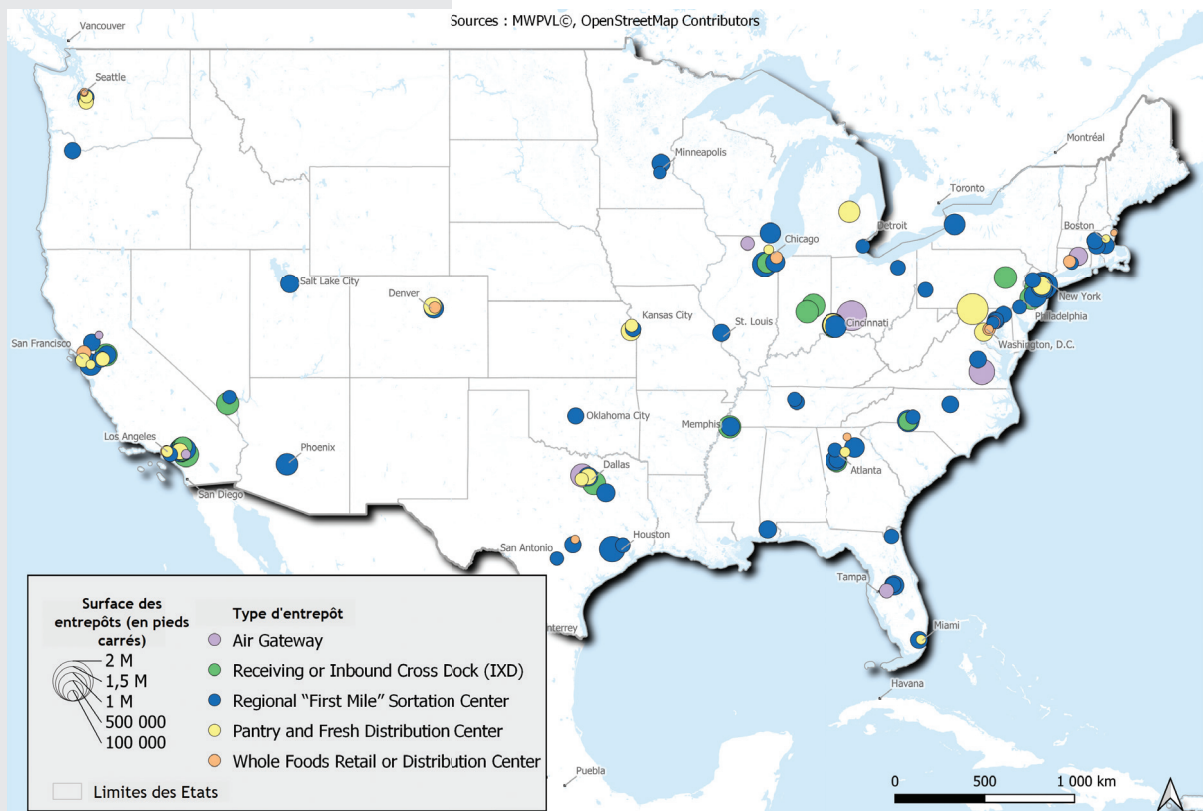 Sources : MWPVL©, OpenStreetMap Contributors
Vancouver
Seattle
Minneapolis
Montréal
Toronto
Boston
Detroit
Chicago
Salt Lake City
Denver
New York
Philadelphia
Kansas City
St. Louis
Cincinnati
San Francisco
Washington, D.C.
Los Angeles
Oklahoma City
Memphis
Phoenix
Dallas
Atlanta
San Diego
San Antonio
Houston
Tampa
Miami
Havana
Puebla
Surface des
entrepôts (en pieds
carrés)
2 M
1,5 M
1 M
500 000
100 000
Limites des Etats
Type d'entrepôt
Air Gateway
Receiving or Inbound Cross Dock (IXD)
Regional “First Mile” Sortation Center
Pantry and Fresh Distribution Center
Whole Foods Retail or Distribution Center
0 500 1 000 km